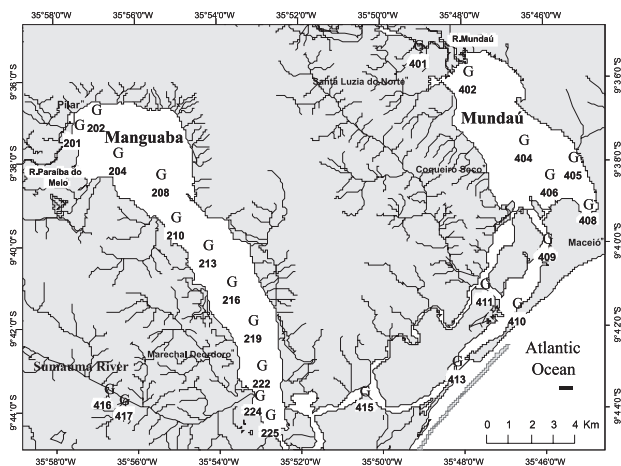 35°58'0"W 35°56'0"W 35°54'0"W 35°52'0"W 35°50'0"W 35°48'0"W 35°46'0"W
9°36'0"S
9°38'0"S
9°40'0"S
9°42'0"S
9°44'0"S
9°38'0"S
9°38'0"S
9°40'0"S
9°42'0"S
9°44'0"S
R.Mundaú
G 401
Santa Luzia do Norte
G 402
Pilar
G 202
G 201
Manguaba
Mundaú
G 204
G 404
G 405
R.Paraiba do
Meio
G 208
Coqueiro Seco
G 406
G 408
G 210
G 213
Maceió
G 409
G 216
G 411
G 410
G 219
Marechal Deodoro
Sumaúma River
G 222
G 413
Atlantic
Ocean
G 416
G 417
G 224
G 225
G 415
0 1 2 3 4 Km
35°58'0"W 35°56'0"W 35°54'0"W 35°52'0"W 35°50'0"W 35°48'0"W 35°46'0"W